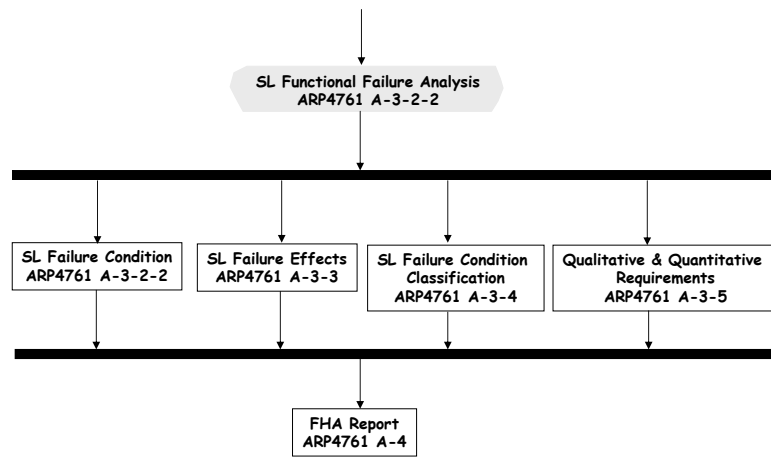 SL Functional Failure Analysis
ARP4761 A-3-2-2
SL Failure Condition
ARP4761 A-3-2-2
SL Failure Effects
ARP4761 A-3-3
SL Failure Condition
Classification
ARP4761 A-3-4
Qualitative & Quantitative
Requirements
ARP4761 A-3-5
FHA Report
ARP4761 A-4